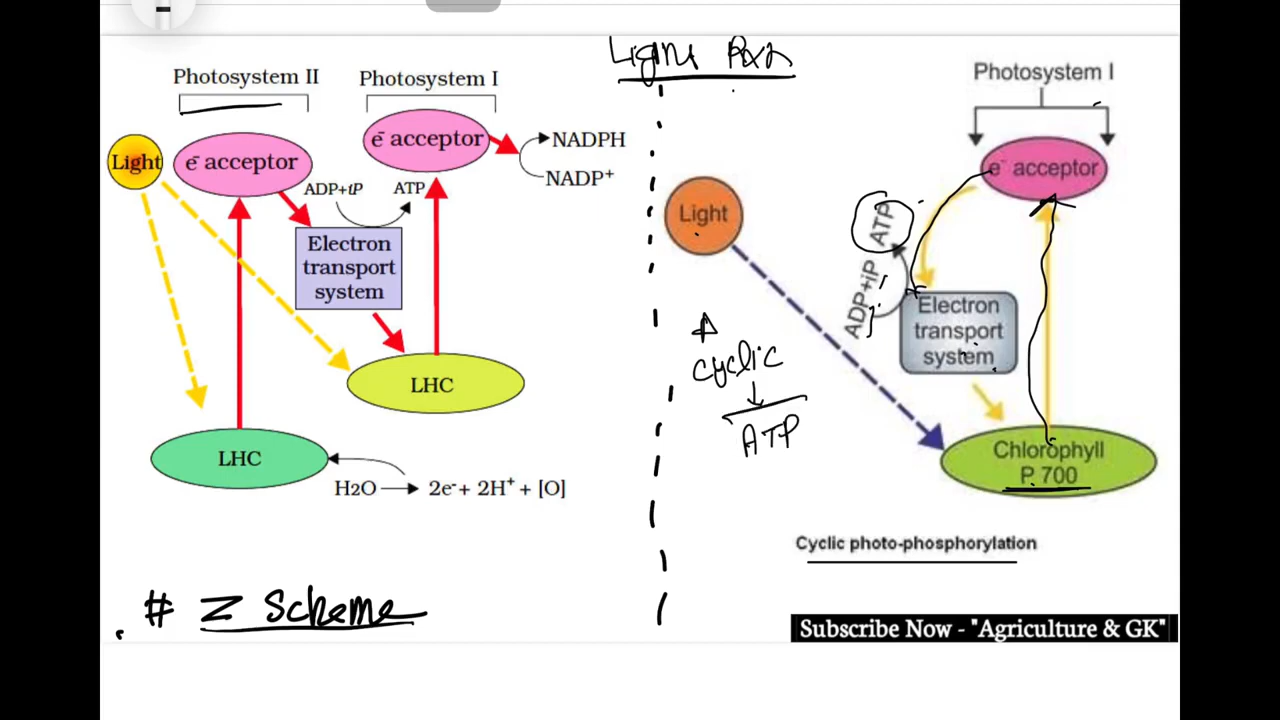 Light Rxn
Photosystem II
Photosystem I
Light
e⁻ acceptor
e⁻ acceptor
NADPH
NADP⁺
ADP+iP
ATP
Electron
transport
system
LHC
LHC
H2O → 2e⁻+ 2H⁺ + [O]
# Z Scheme
Photosystem I
e⁻ acceptor
Light
ATP
ADP+iP
Electron
transport
system
Cyclic
↓
ATP
Chlorophyll
P 700
Cyclic photo-phosphorylation
Subscribe Now - "Agriculture & GK"